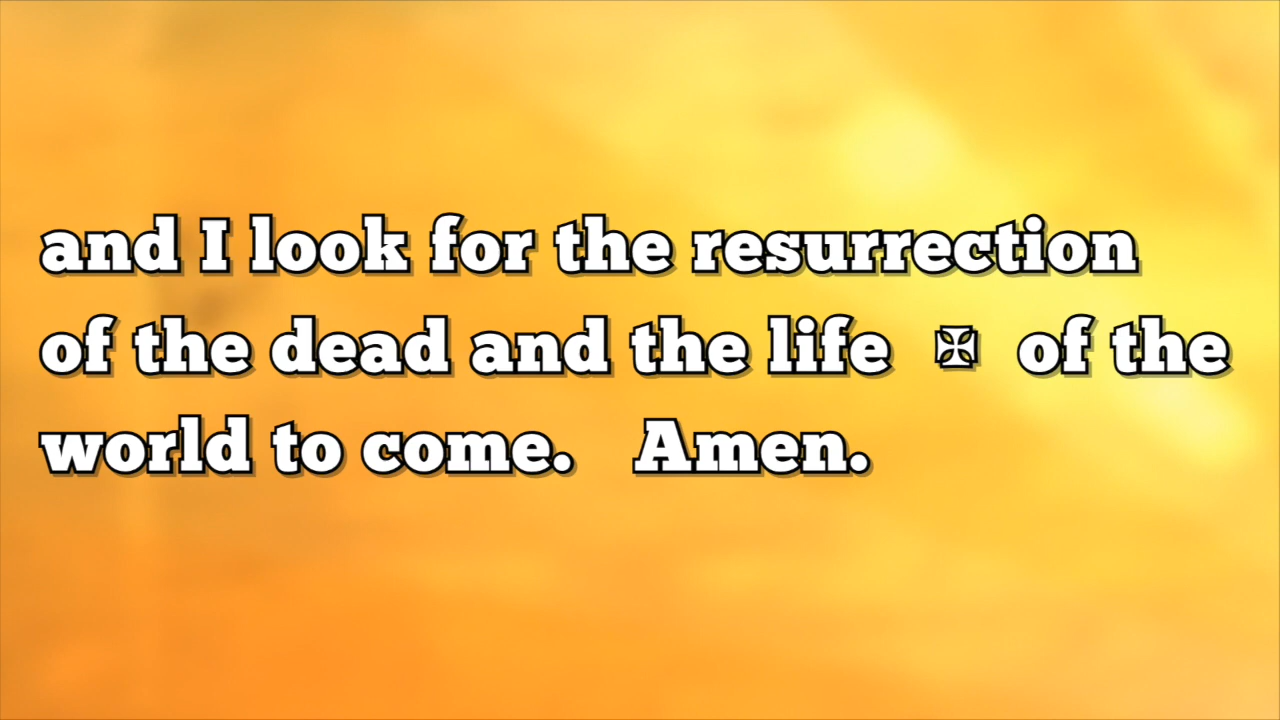 and I look for the resurrection
of the dead and the life ✠ of the
world to come. Amen.